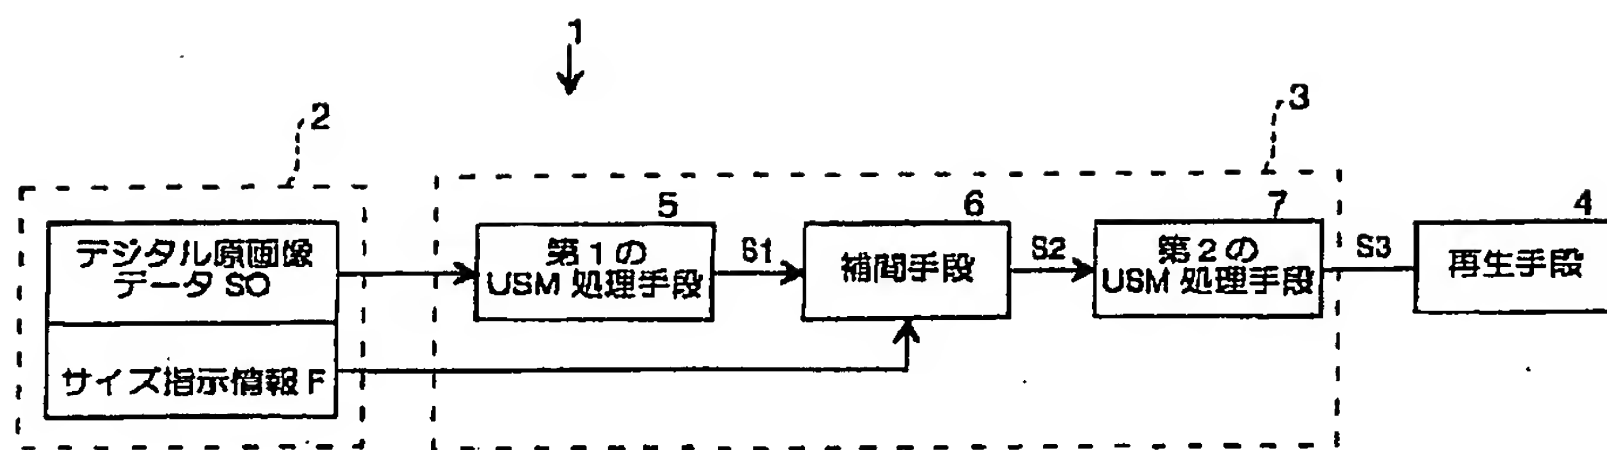 1
2
3
デジタル原画像
データ S0
サイズ指示情報 F
5
第1の
USM 処理手段
S1
6
補間手段
S2
7
第2の
USM 処理手段
S3
4
再生手段